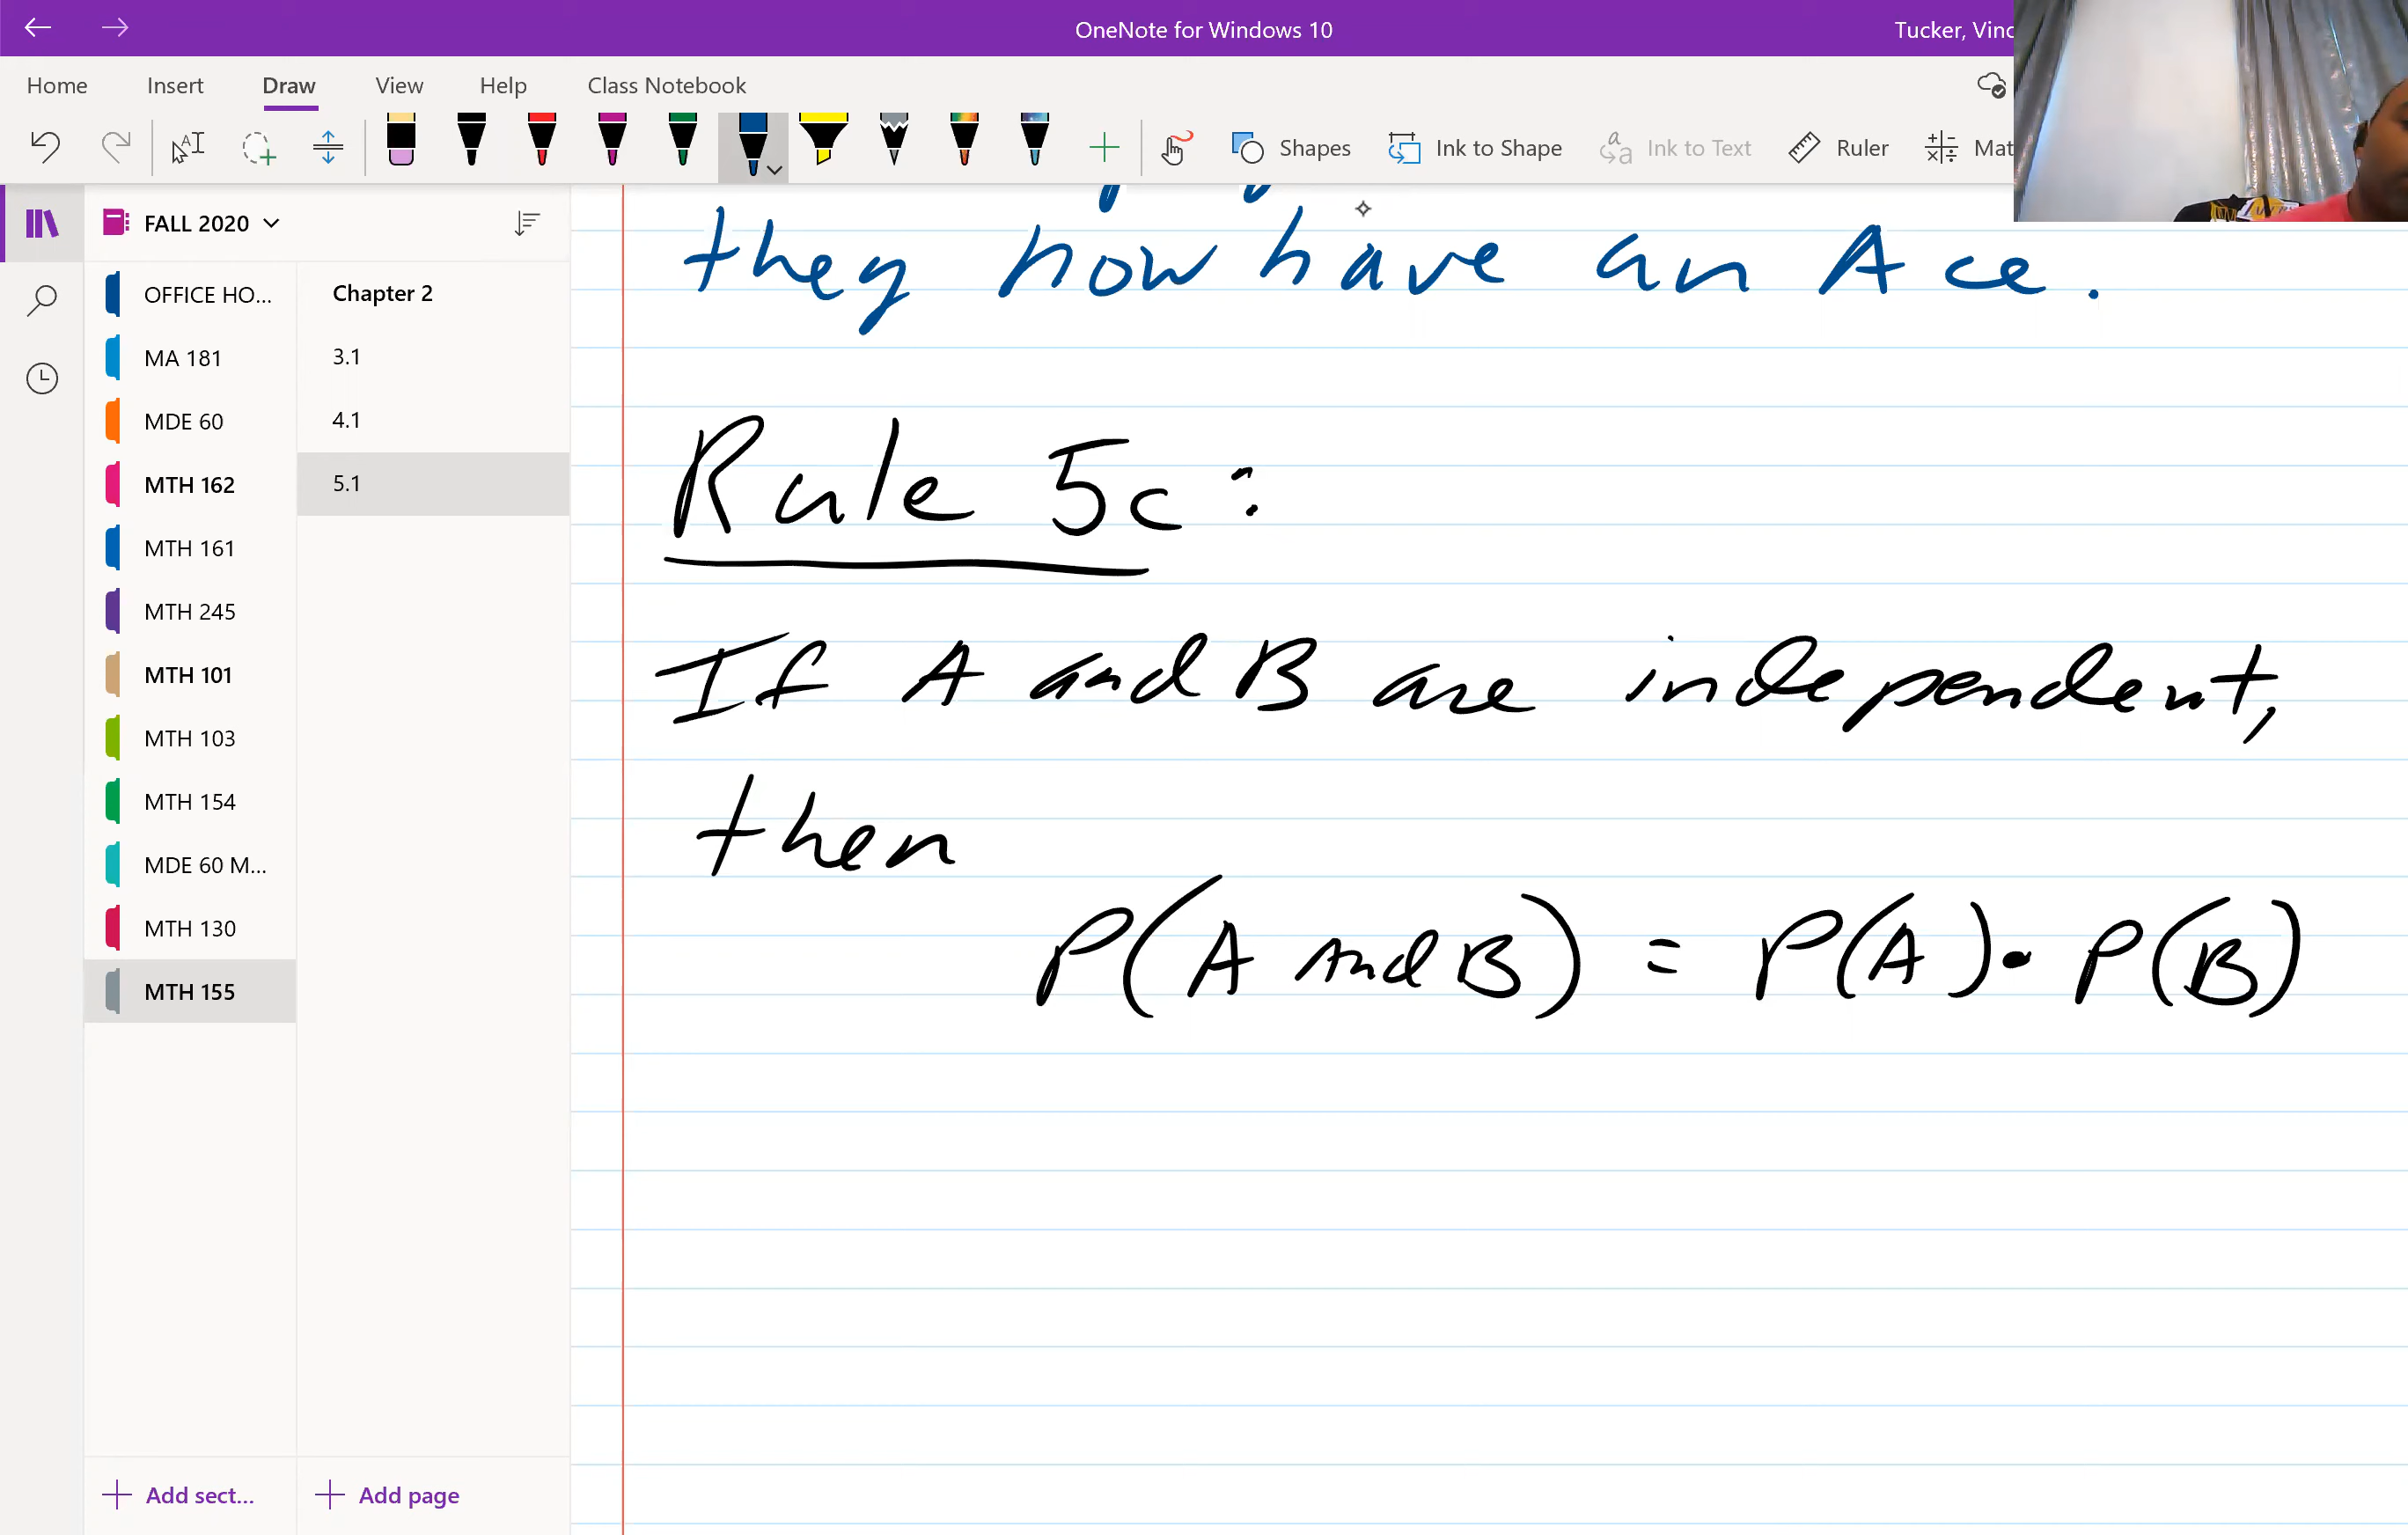 OneNote for Windows 10
Tucker, Vinc
Home Insert Draw View Help Class Notebook
Shapes Ink to Shape Ink to Text Ruler Mat
FALL 2020
OFFICE HO...
MA 181
MDE 60
MTH 162
MTH 161
MTH 245
MTH 101
MTH 103
MTH 154
MDE 60 M...
MTH 130
MTH 155
Add sect...
Chapter 2
3.1
4.1
5.1
Add page
they now have an Ace.
Rule 5c:
If A and B are independent,
then
P(A and B) = P(A) • P(B)